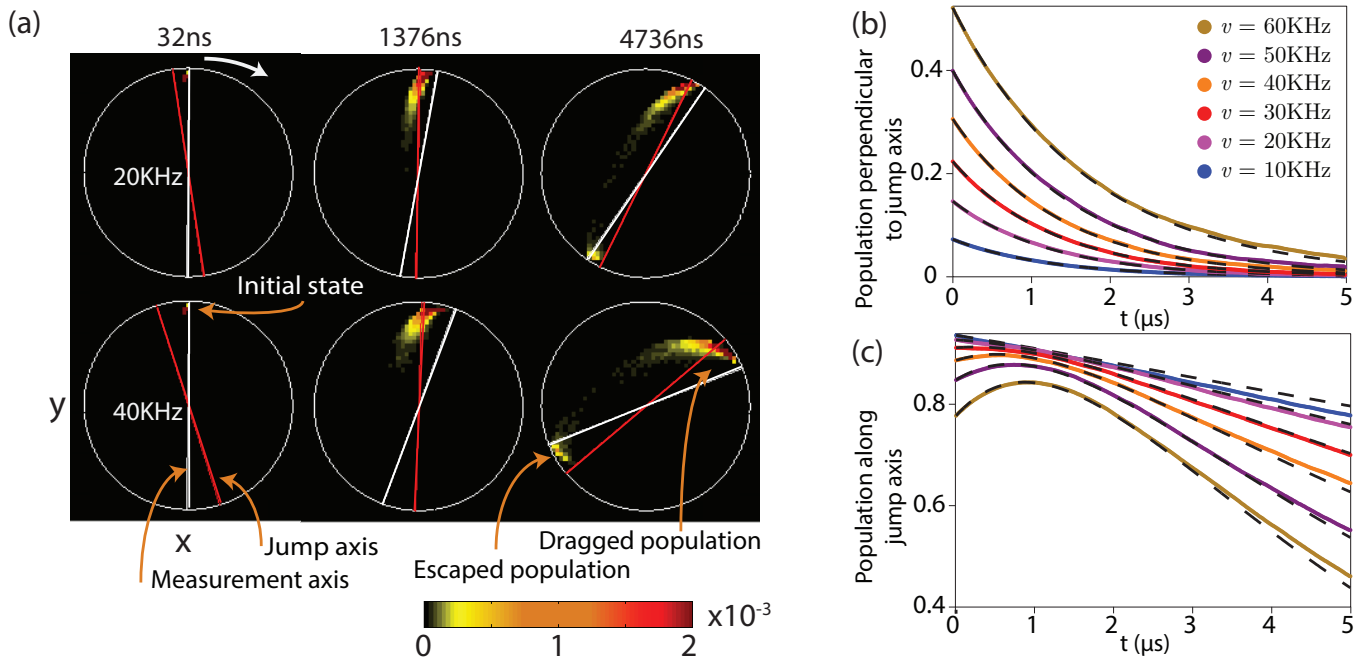 (a)
32ns
1376ns
4736ns
20KHz
Initial state
40KHz
y
x
Jump axis
Measurement axis
Escaped population
Dragged population
x10⁻³
0
1
2
(b)
Population perpendicular
to jump axis
0.4
0.2
0
v = 60KHz
v = 50KHz
v = 40KHz
v = 30KHz
v = 20KHz
v = 10KHz
0 1 2 3 4 5
t (µs)
(c)
Population along
jump axis
0.8
0.6
0.4
0 1 2 3 4 5
t (µs)